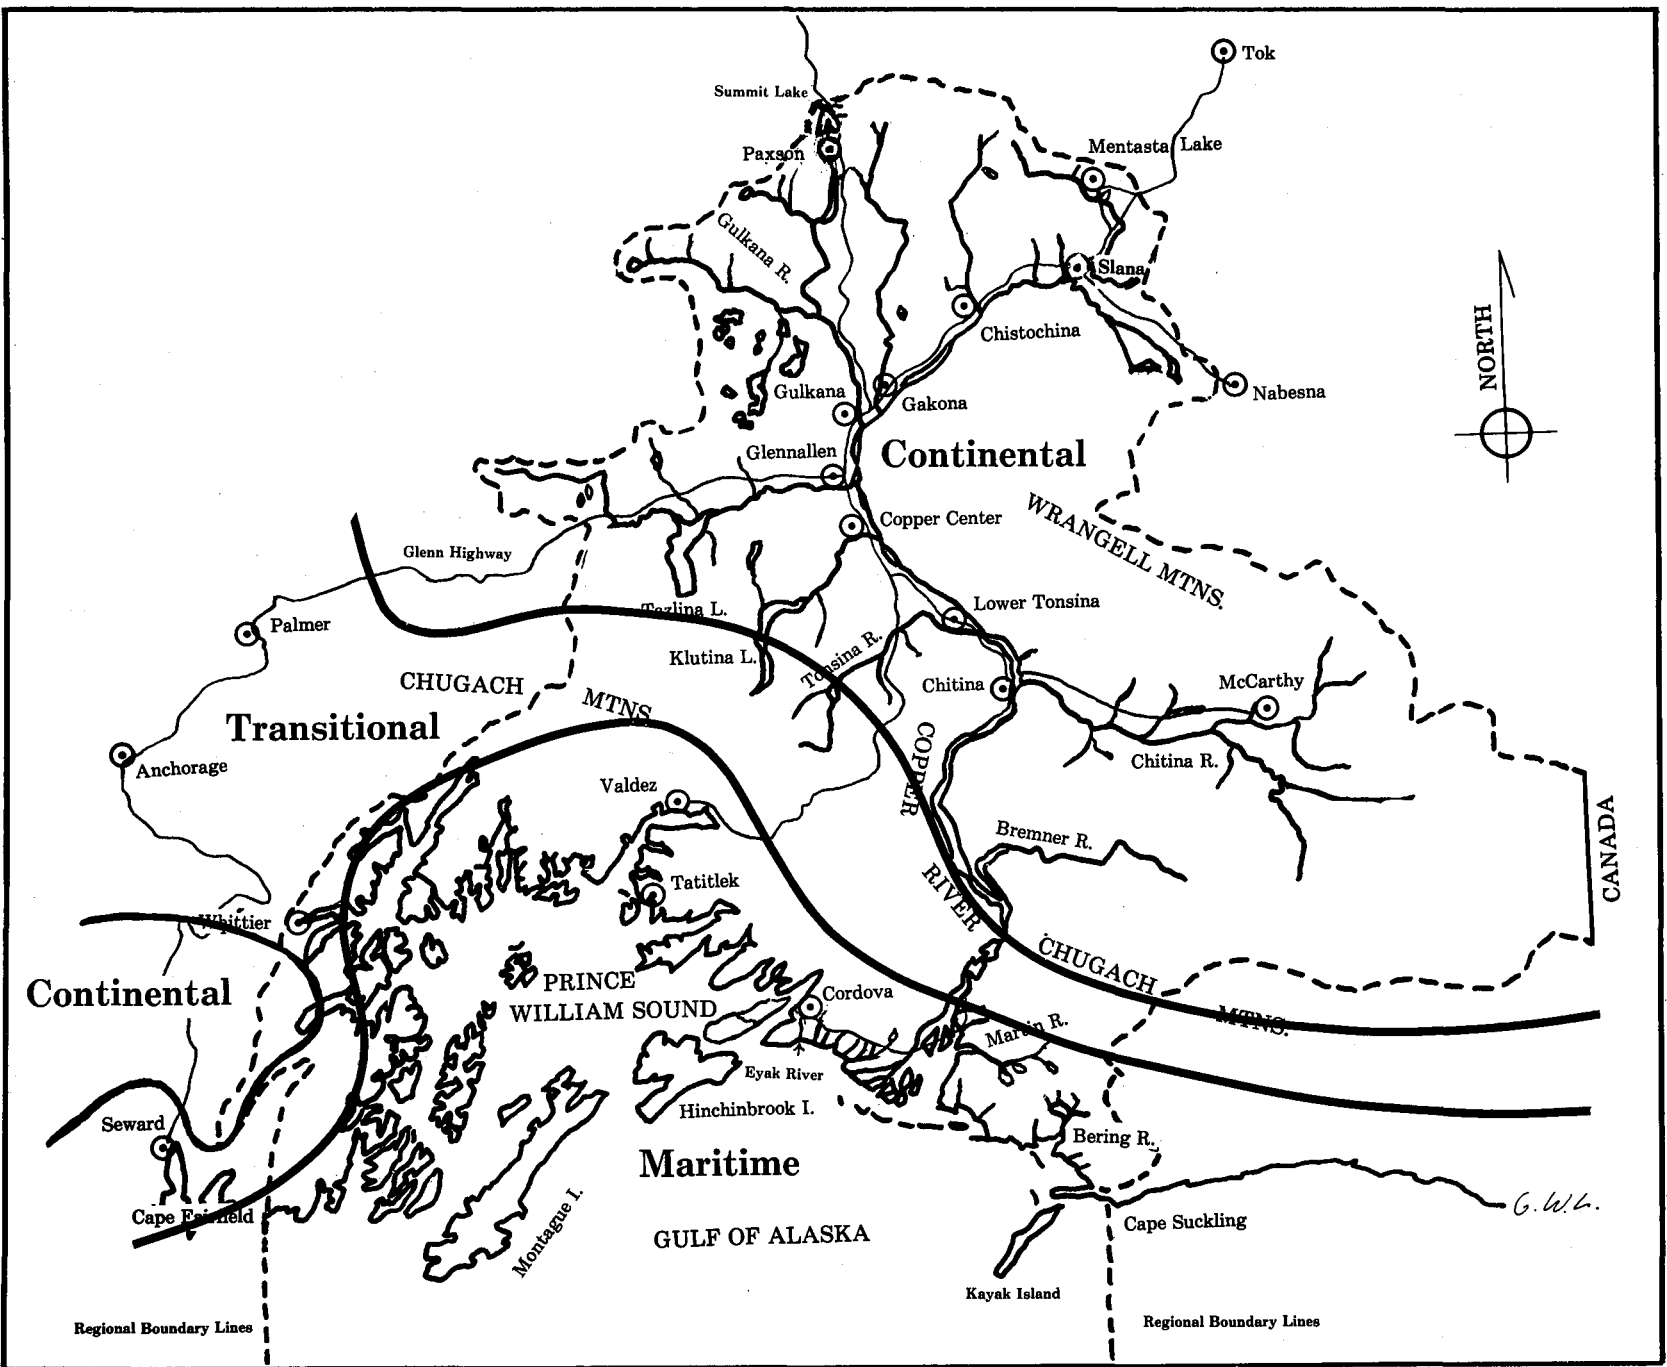 Tok
Summit Lake
Mentasta Lake
Paxson
Gulkana R.
Slana
Chistochina
NORTH
Gulkana
Gakona
Nabesna
Glennallen
Continental
WRANGELL MTNS.
Copper Center
Glenn Highway
Tazlina L.
Lower Tonsina
Palmer
Klutina L.
Tonsina R.
CHUGACH
MTNS
Chitina
McCarthy
Transitional
COPPER
RIVER
Anchorage
Chitina R.
Valdez
CANADA
Bremner R.
Tatitlek
Whittier
CHUGACH
MTNS.
Continental
PRINCE
WILLIAM SOUND
Cordova
Martin R.
Eyak River
Hinchinbrook I.
Seward
Bering R.
Maritime
Cape Fairfield
Montague I.
GULF OF ALASKA
Cape Suckling
G.W.L.
Kayak Island
Regional Boundary Lines
Regional Boundary Lines